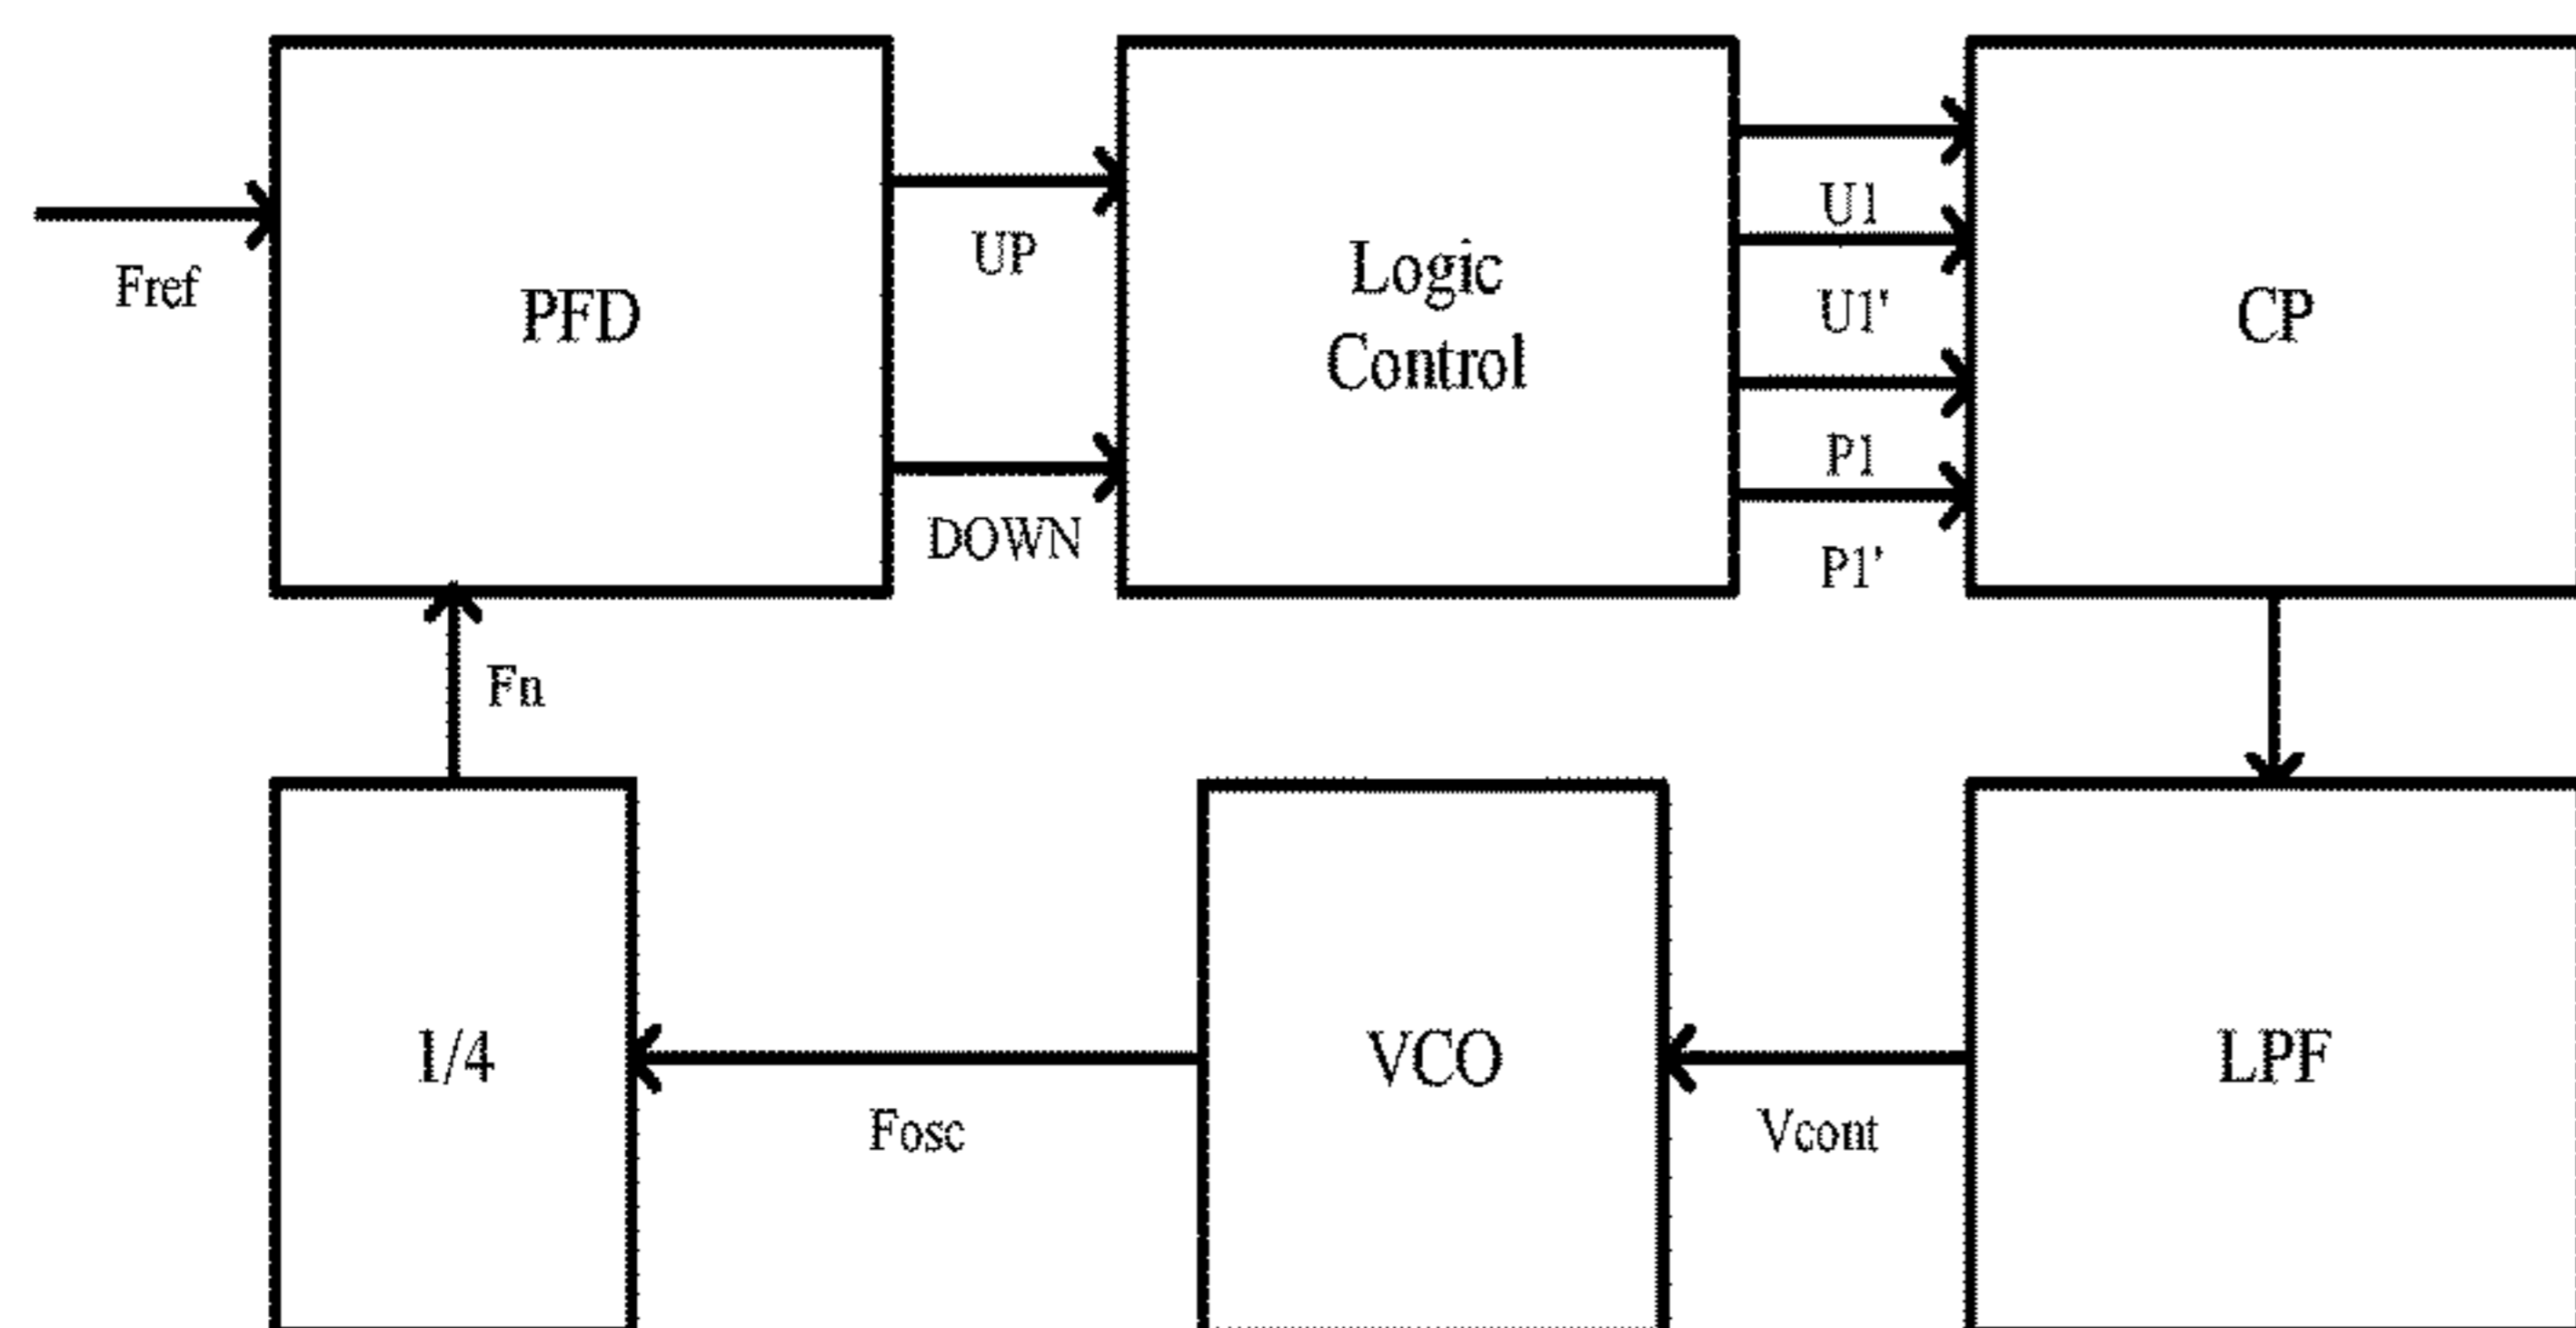 Fref
PFD
UP
DOWN
Logic
Control
U1
U1'
P1
P1'
CP
Fn
1/4
Fosc
VCO
Vcont
LPF